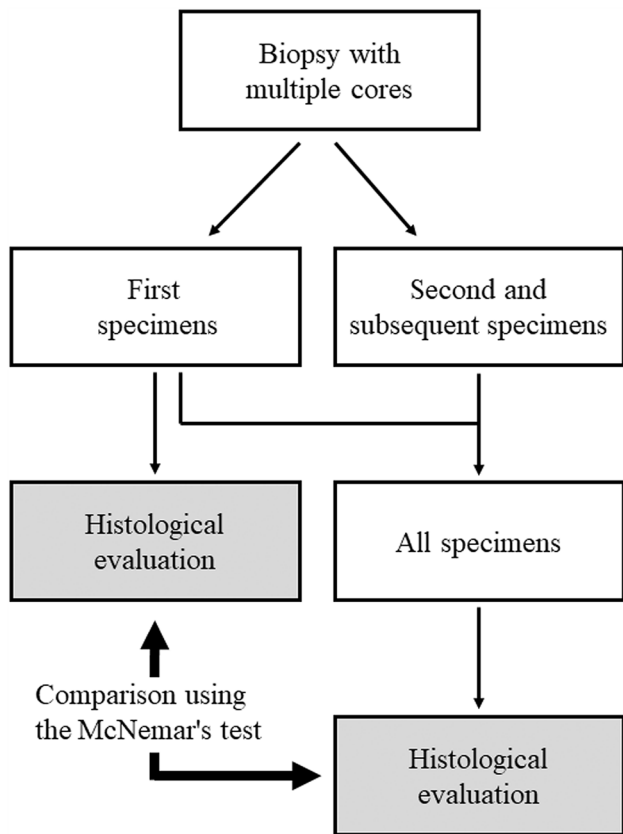 Biopsy with
multiple cores
First
specimens
Second and
subsequent specimens
Histological
evaluation
All specimens
Comparison using
the McNemar's test
Histological
evaluation